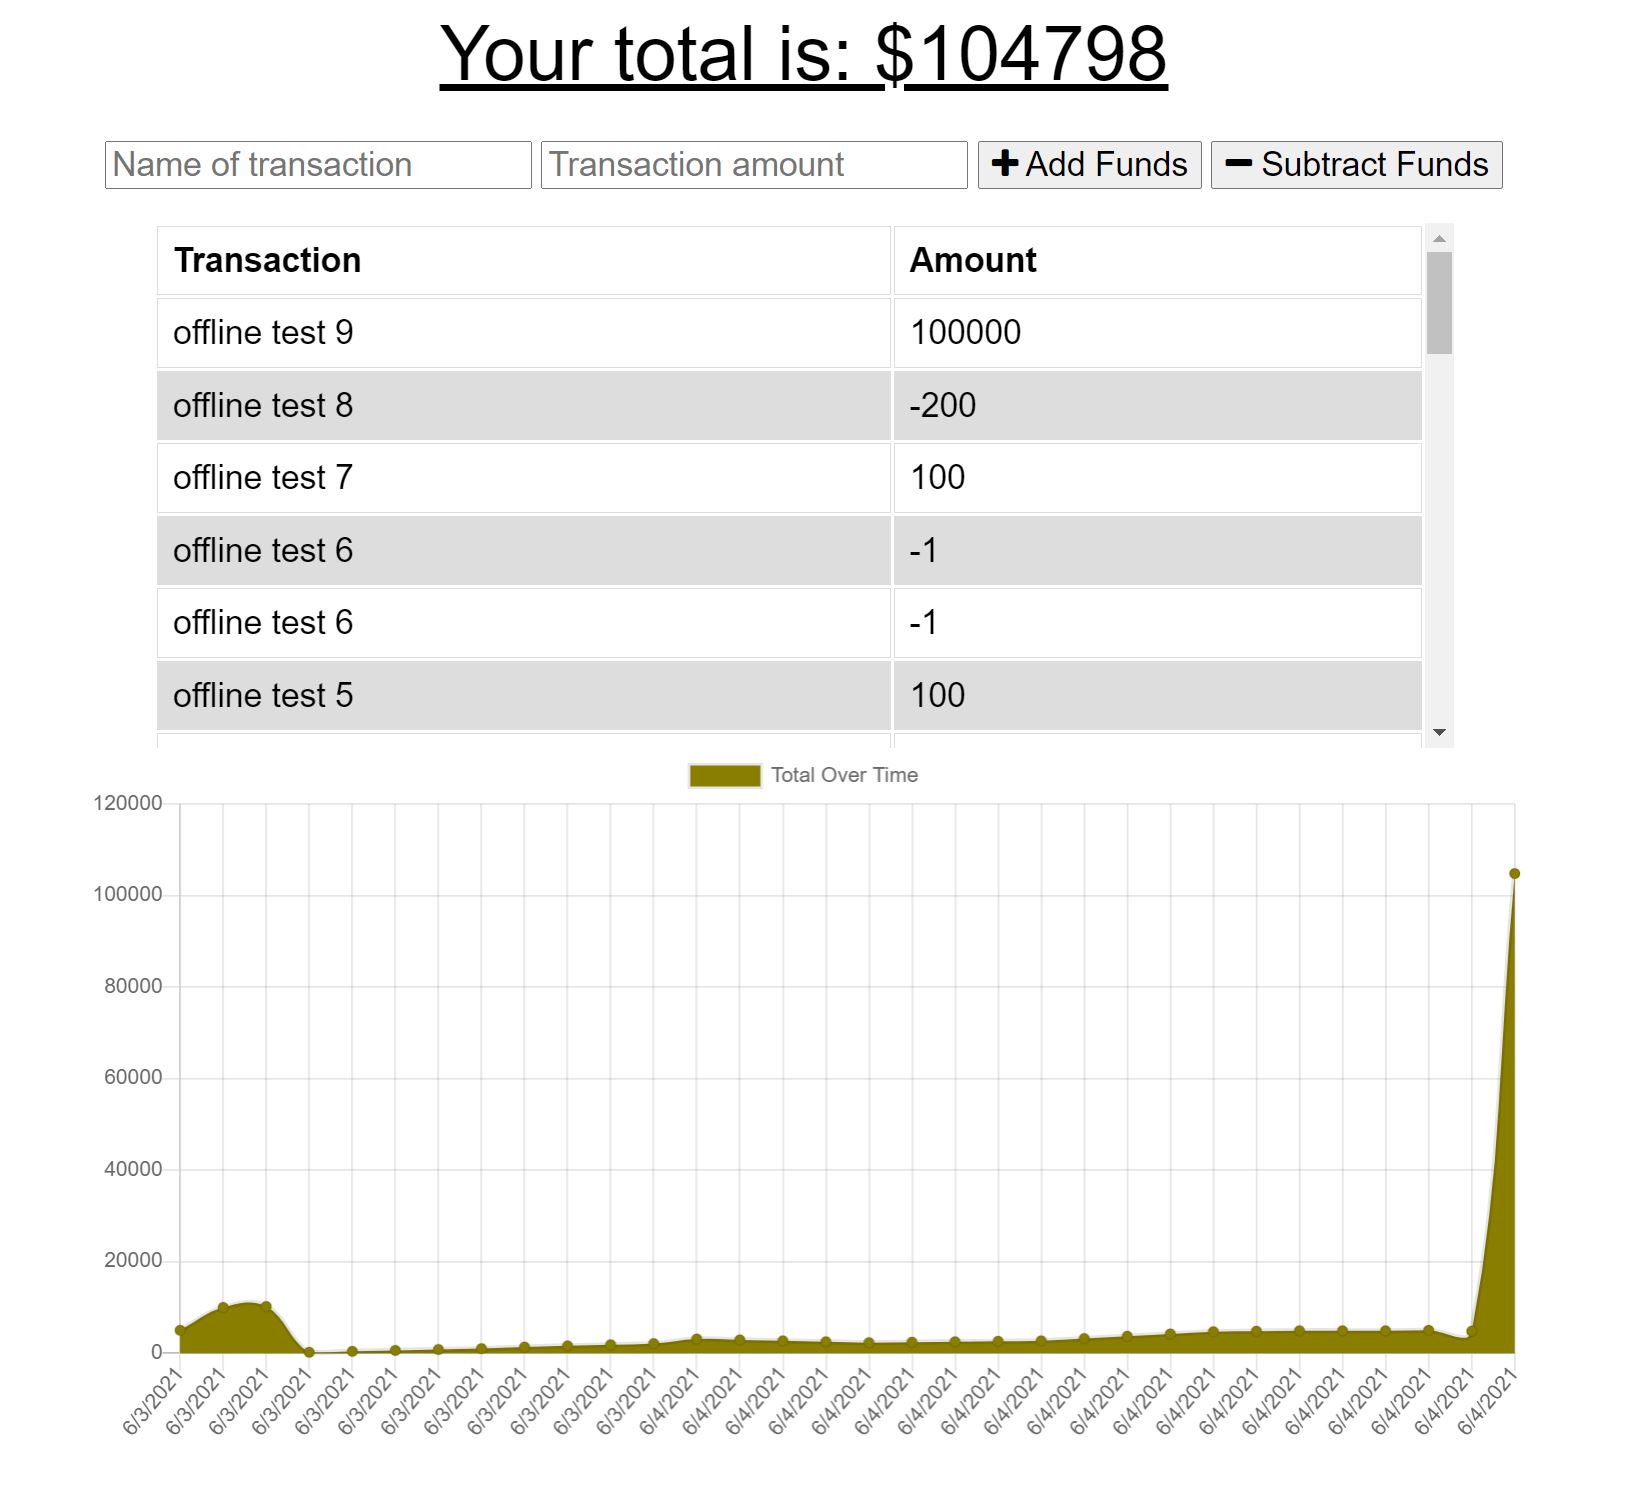 Your total is: $104798
Name of transaction Transaction amount + Add Funds − Subtract Funds
Transaction Amount
offline test 9 100000
offline test 8 -200
offline test 7 100
offline test 6 -1
offline test 6 -1
offline test 5 100
Total Over Time
120000
100000
80000
60000
40000
20000
0
6/3/2021 6/3/2021 6/3/2021 6/3/2021 6/3/2021 6/3/2021 6/3/2021 6/3/2021 6/3/2021 6/3/2021 6/3/2021 6/3/2021 6/4/2021 6/4/2021 6/4/2021 6/4/2021 6/4/2021 6/4/2021 6/4/2021 6/4/2021 6/4/2021 6/4/2021 6/4/2021 6/4/2021 6/4/2021 6/4/2021 6/4/2021 6/4/2021 6/4/2021 6/4/2021 6/4/2021 6/4/2021